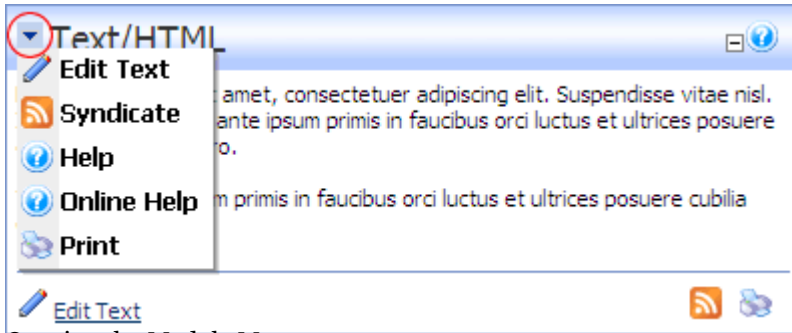 Text/HTML
Edit Text
amet, consectetuer adipiscing elit. Suspendisse vitae nisl.
Syndicate
ante ipsum primis in faucibus orci luctus et ultrices posuere
Help
Online Help
primis in faucibus orci luctus et ultrices posuere cubilia
Print
Edit Text